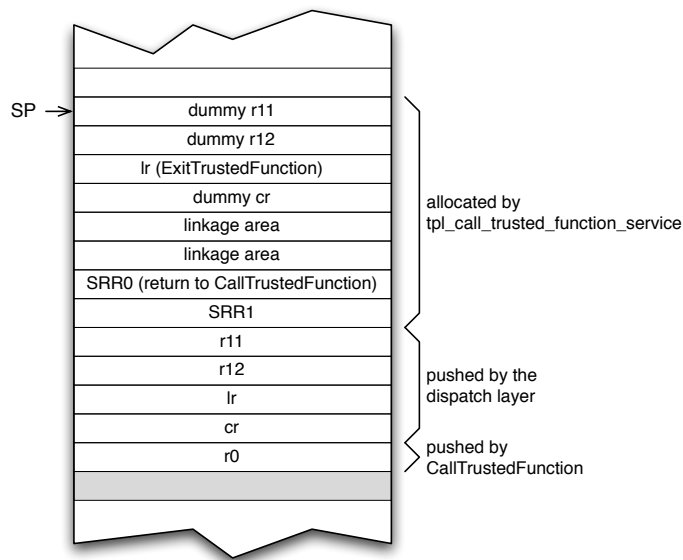 SP
dummy r11
dummy r12
lr (ExitTrustedFunction)
dummy cr
linkage area
linkage area
SRR0 (return to CallTrustedFunction)
SRR1
r11
r12
lr
cr
r0
allocated by
tpl_call_trusted_function_service
pushed by the
dispatch layer
pushed by
CallTrustedFunction